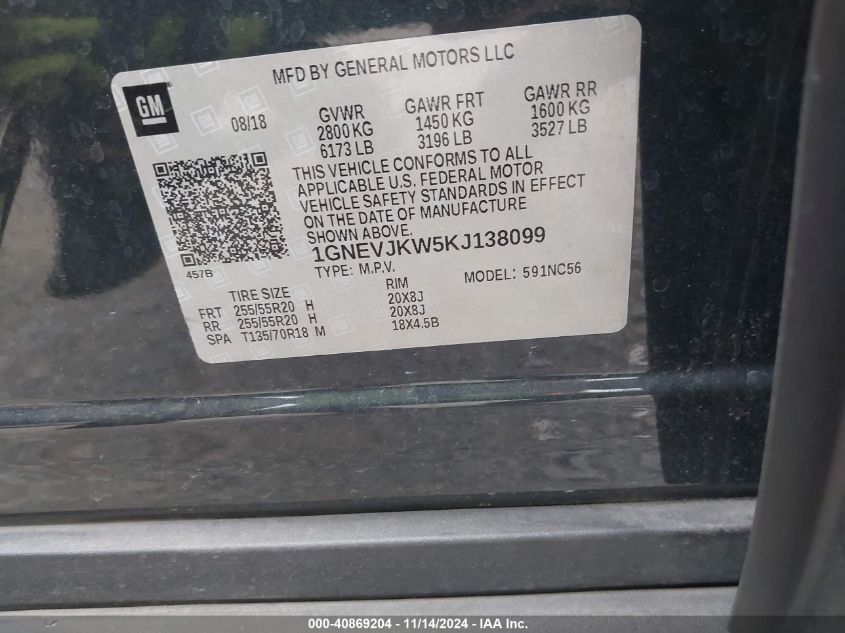 MFD BY GENERAL MOTORS LLC
GM
08/18
GVWR GAWR FRT GAWR RR
2800 KG 1450 KG 1600 KG
6173 LB 3196 LB 3527 LB
THIS VEHICLE CONFORMS TO ALL
APPLICABLE U.S. FEDERAL MOTOR
VEHICLE SAFETY STANDARDS IN EFFECT
ON THE DATE OF MANUFACTURE
SHOWN ABOVE.
457B
1GNEVJKW5KJ138099
TYPE: M.P.V. MODEL: 591NC56
TIRE SIZE RIM
FRT 255/55R20 H 20X8J
RR 255/55R20 H 20X8J
SPA T135/70R18 M 18X4.5B
000-40869204 - 11/14/2024 - IAA Inc.